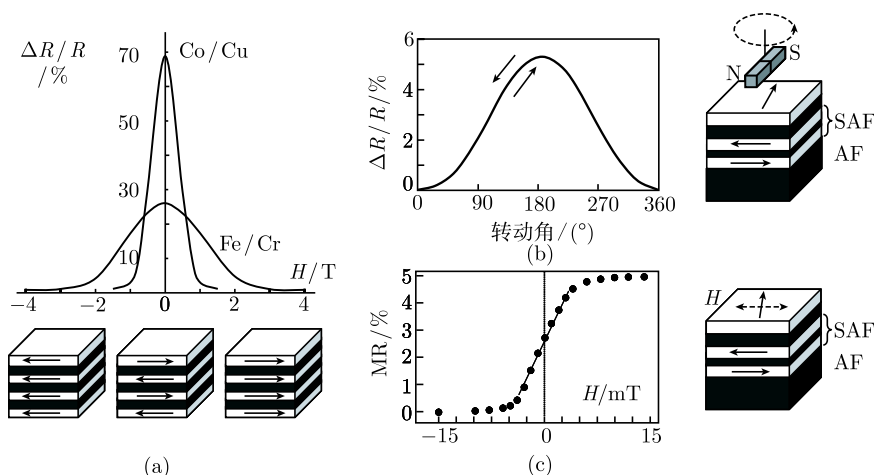 ΔR/R
/%
70
50
30
10
Co/Cu
Fe/Cr
H/T
−4
−2
0
2
4
(a)
ΔR/R/%
6
4
2
0
0
90
180
270
360
转动角/(°)
(b)
N
S
SAF
AF
MR/%
5
4
3
2
1
0
H/mT
−15
0
15
(c)
H
SAF
AF